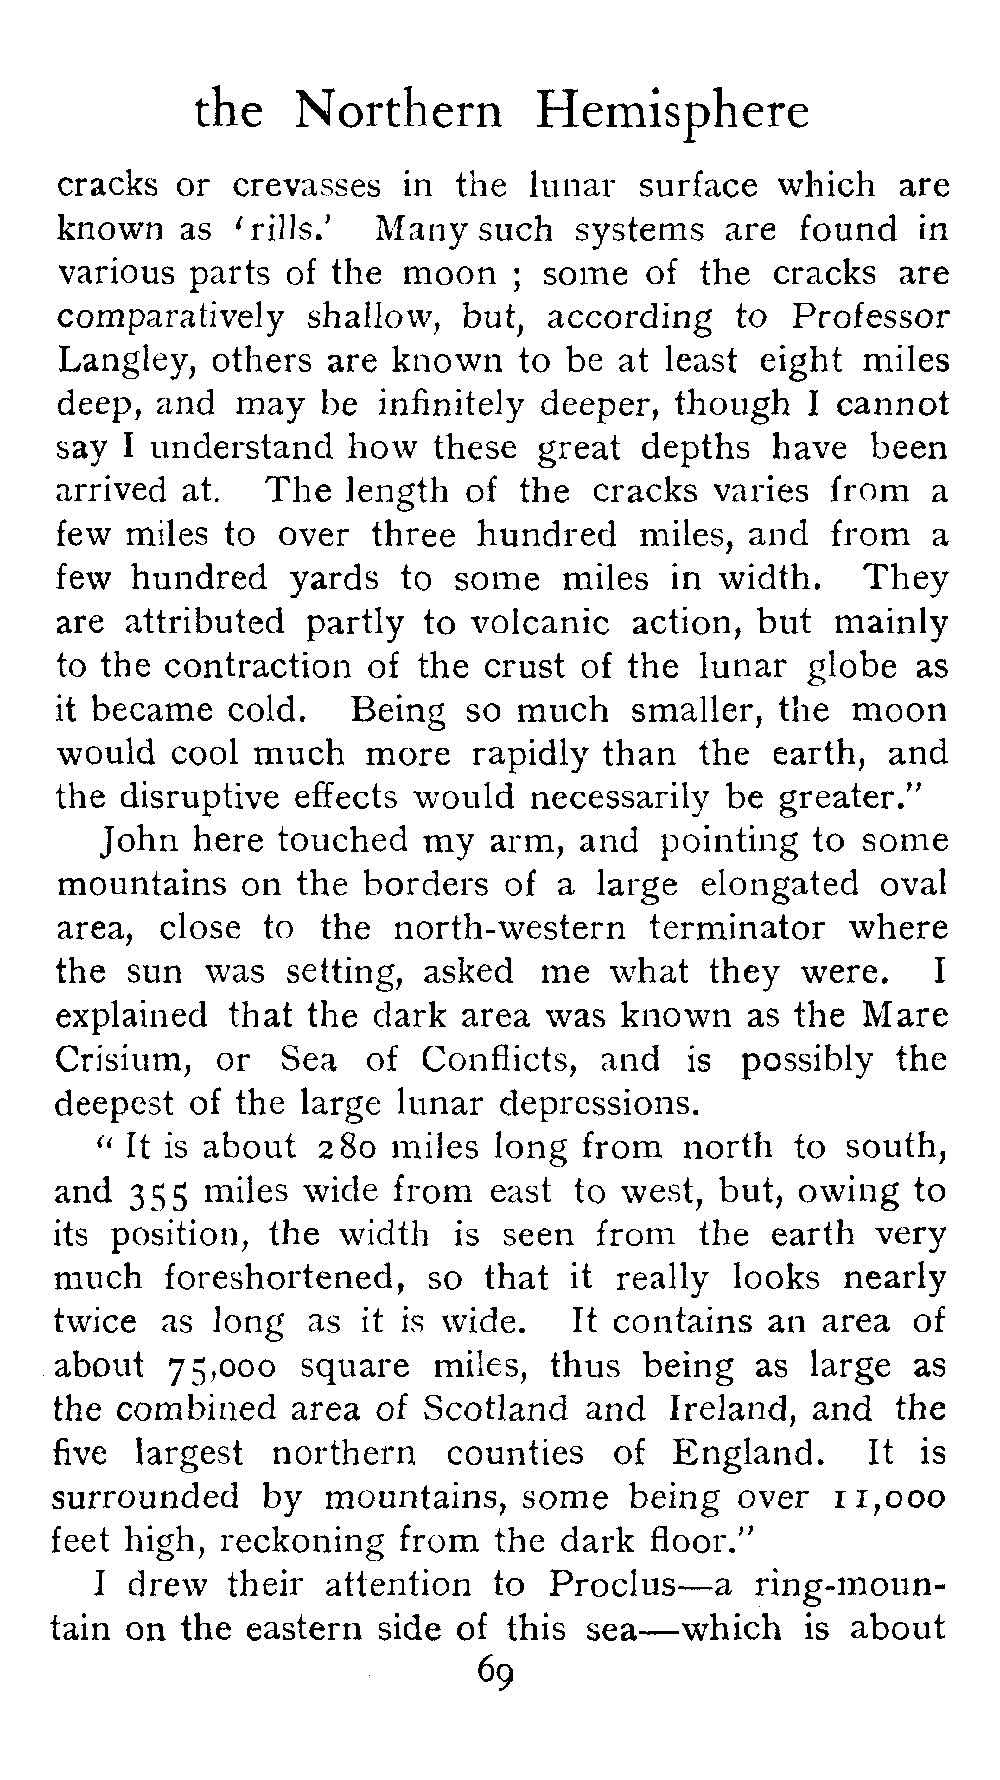 the Northern Hemisphere
cracks or crevasses in the lunar surface which are
known as ‘rills.’ Many such systems are found in
various parts of the moon ; some of the cracks are
comparatively shallow, but, according to Professor
Langley, others are known to be at least eight miles
deep, and may be infinitely deeper, though I cannot
say I understand how these great depths have been
arrived at. The length of the cracks varies from a
few miles to over three hundred miles, and from a
few hundred yards to some miles in width. They
are attributed partly to volcanic action, but mainly
to the contraction of the crust of the lunar globe as
it became cold. Being so much smaller, the moon
would cool much more rapidly than the earth, and
the disruptive effects would necessarily be greater.”
John here touched my arm, and pointing to some
mountains on the borders of a large elongated oval
area, close to the north-western terminator where
the sun was setting, asked me what they were. I
explained that the dark area was known as the Mare
Crisium, or Sea of Conflicts, and is possibly the
deepest of the large lunar depressions.
“ It is about 280 miles long from north to south,
and 355 miles wide from east to west, but, owing to
its position, the width is seen from the earth very
much foreshortened, so that it really looks nearly
twice as long as it is wide. It contains an area of
about 75,000 square miles, thus being as large as
the combined area of Scotland and Ireland, and the
five largest northern counties of England. It is
surrounded by mountains, some being over 11,000
feet high, reckoning from the dark floor.”
I drew their attention to Proclus—a ring-moun-
tain on the eastern side of this sea—which is about
69